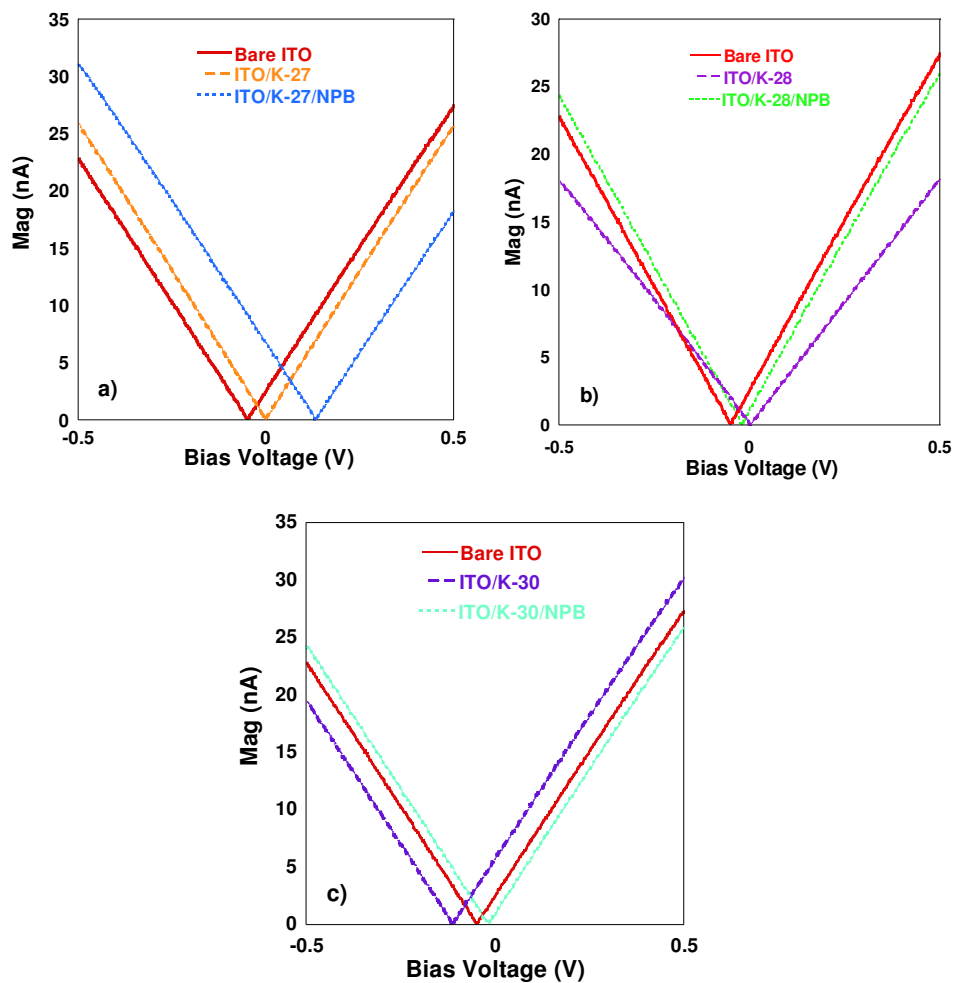 35
30
25
20
15
10
5
0
Mag (nA)
Bare ITO
ITO/K-27
ITO/K-27/NPB
a)
-0.5
0
0.5
Bias Voltage (V)
30
25
20
15
10
5
0
Mag (nA)
Bare ITO
ITO/K-28
ITO/K-28/NPB
b)
-0.5
0
0.5
Bias Voltage (V)
35
30
25
20
15
10
5
0
Mag (nA)
Bare ITO
ITO/K-30
ITO/K-30/NPB
c)
-0.5
0
0.5
Bias Voltage (V)